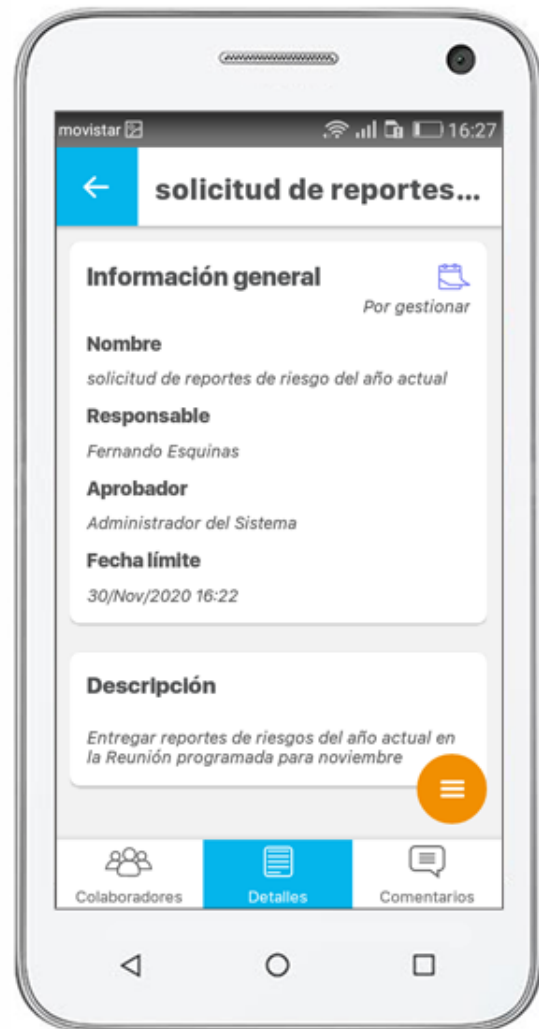 movistar 16:27
solicitud de reportes...
Información general
Por gestionar
Nombre
solicitud de reportes de riesgo del año actual
Responsable
Fernando Esquinas
Aprobador
Administrador del Sistema
Fecha límite
30/Nov/2020 16:22
Descripción
Entregar reportes de riesgos del año actual en
la Reunión programada para noviembre
Colaboradores Detalles Comentarios